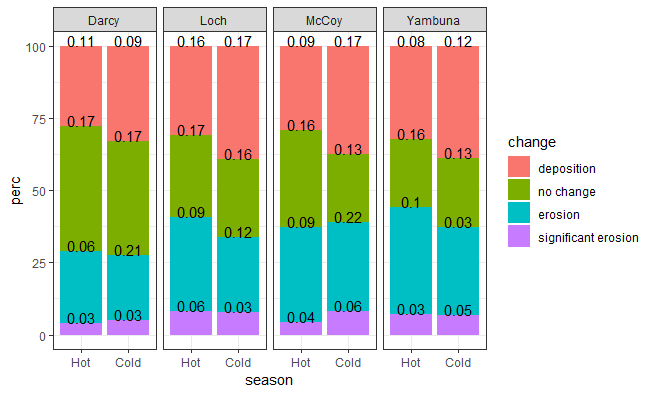 Darcy Loch McCoy Yambuna
0.11 0.09 0.16 0.17 0.09 0.17 0.08 0.12
100
0.17 0.17 0.17 0.16 0.16 0.13 0.16 0.13
75
change
deposition
no change
erosion
significant erosion
perc
50
0.06 0.21 0.09 0.12 0.09 0.22 0.1 0.03
25
0.03 0.03 0.06 0.03 0.04 0.06 0.03 0.05
0
Hot Cold Hot Cold Hot Cold Hot Cold
season